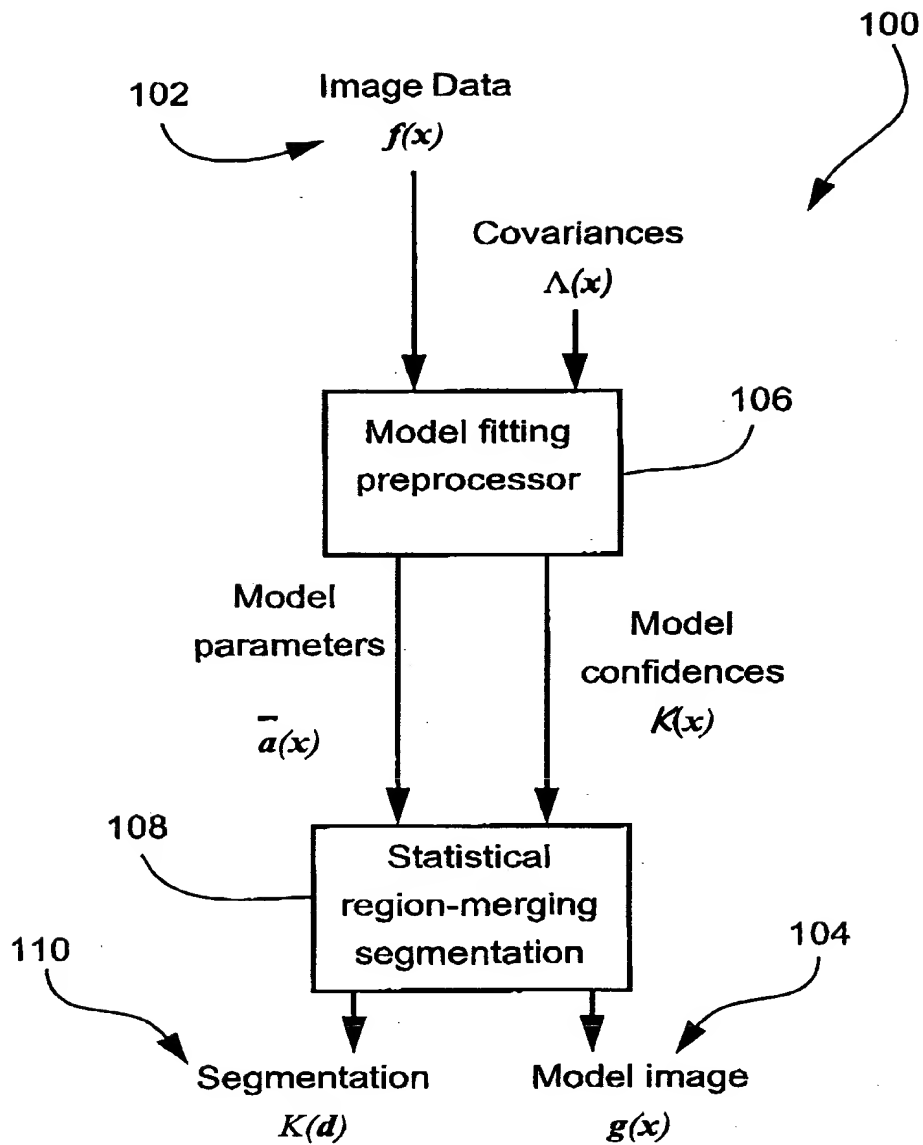 100
102
Image Data
f(x)
Covariances
Λ(x)
106
Model fitting
preprocessor
Model
parameters
a̅(x)
Model
confidences
K(x)
108
Statistical
region-merging
segmentation
110
104
Segmentation
K(d)
Model image
g(x)